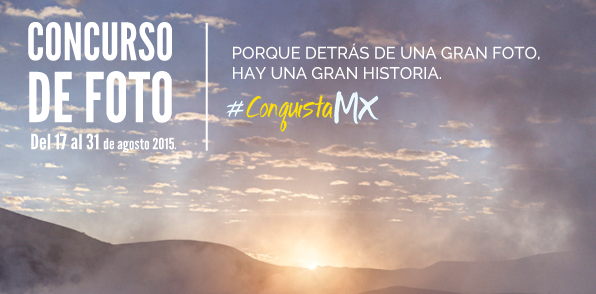 CONCURSO
DE FOTO
Del 17 al 31 de agosto 2015.
PORQUE DETRÁS DE UNA GRAN FOTO,
HAY UNA GRAN HISTORIA.
#ConquistaMX